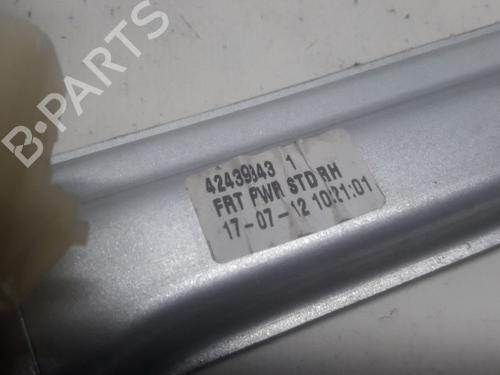 B-PARTS
42439843 1
FRT PWR STD RH
17-07-12 10:21:01